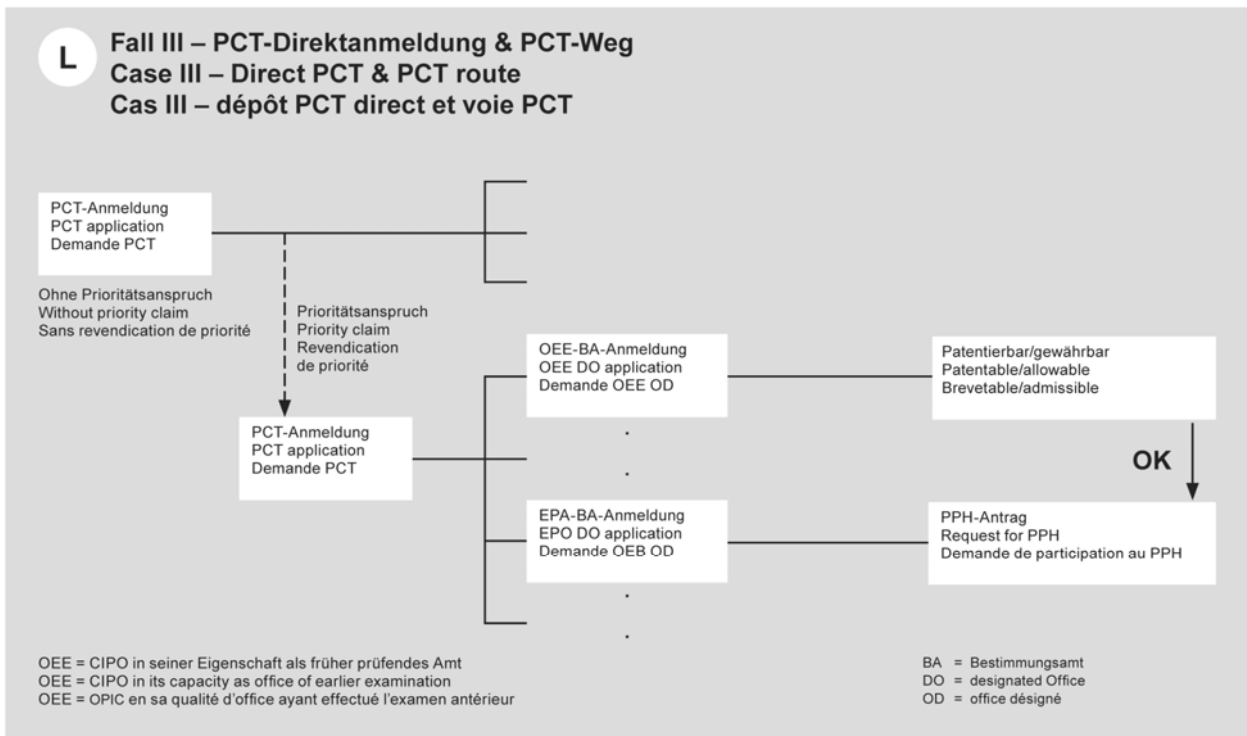 L
Fall III – PCT-Direktanmeldung & PCT-Weg
Case III – Direct PCT & PCT route
Cas III – dépôt PCT direct et voie PCT
PCT-Anmeldung
PCT application
Demande PCT
Ohne Prioritätsanspruch
Without priority claim
Sans revendication de priorité
Prioritätsanspruch
Priority claim
Revendication
de priorité
OEE-BA-Anmeldung
OEE DO application
Demande OEE OD
Patentierbar/gewährbar
Patentable/allowable
Brevetable/admissible
PCT-Anmeldung
PCT application
Demande PCT
OK
EPA-BA-Anmeldung
EPO DO application
Demande OEB OD
PPH-Antrag
Request for PPH
Demande de participation au PPH
OEE = CIPO in seiner Eigenschaft als früher prüfendes Amt
OEE = CIPO in its capacity as office of earlier examination
OEE = OPIC en sa qualité d'office ayant effectué l'examen antérieur
BA = Bestimmungsamt
DO = designated Office
OD = office désigné